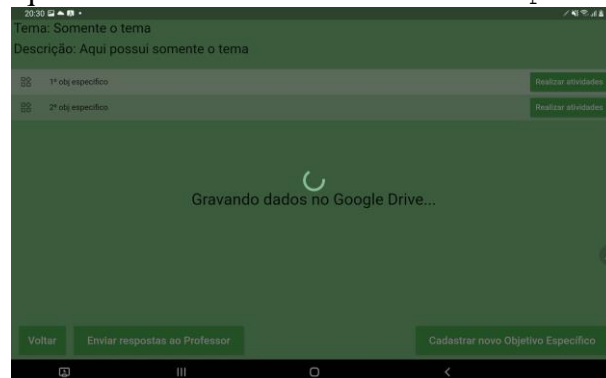 20:30
Tema: Somente o tema
Descrição: Aqui possui somente o tema
1º obj especifico
Realizar atividades
2º obj especifico
Realizar atividades
Gravando dados no Google Drive...
Voltar
Enviar respostas ao Professor
Cadastrar novo Objetivo Específico